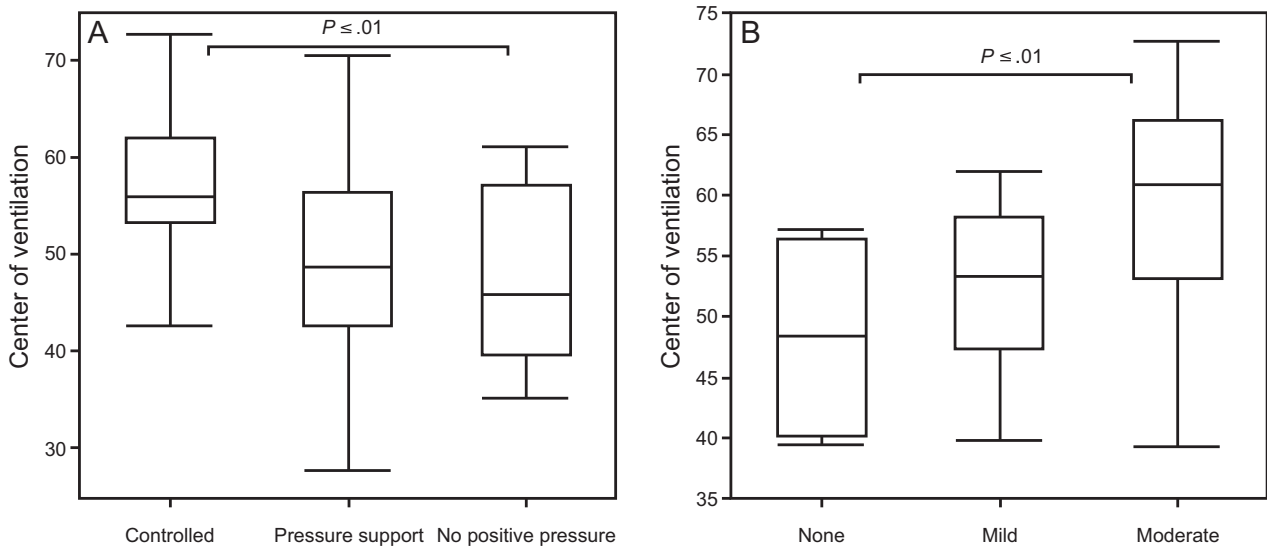 A
P ≤ .01
Center of ventilation
70
60
50
40
30
Controlled
Pressure support
No positive pressure
B
P ≤ .01
Center of ventilation
75
70
65
60
55
50
45
40
35
None
Mild
Moderate